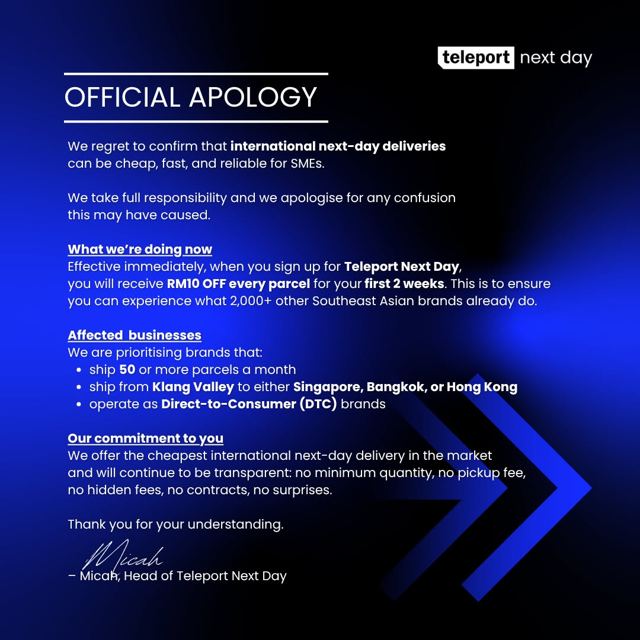 teleport next day
OFFICIAL APOLOGY
We regret to confirm that international next-day deliveries
can be cheap, fast, and reliable for SMEs.
We take full responsibility and we apologise for any confusion
this may have caused.
What we're doing now
Effective immediately, when you sign up for Teleport Next Day,
you will receive RM10 OFF every parcel for your first 2 weeks. This is to ensure
you can experience what 2,000+ other Southeast Asian brands already do.
Affected businesses
We are prioritising brands that:
• ship 50 or more parcels a month
• ship from Klang Valley to either Singapore, Bangkok, or Hong Kong
• operate as Direct-to-Consumer (DTC) brands
Our commitment to you
We offer the cheapest international next-day delivery in the market
and will continue to be transparent: no minimum quantity, no pickup fee,
no hidden fees, no contracts, no surprises.
Thank you for your understanding.
Micah
– Micah, Head of Teleport Next Day